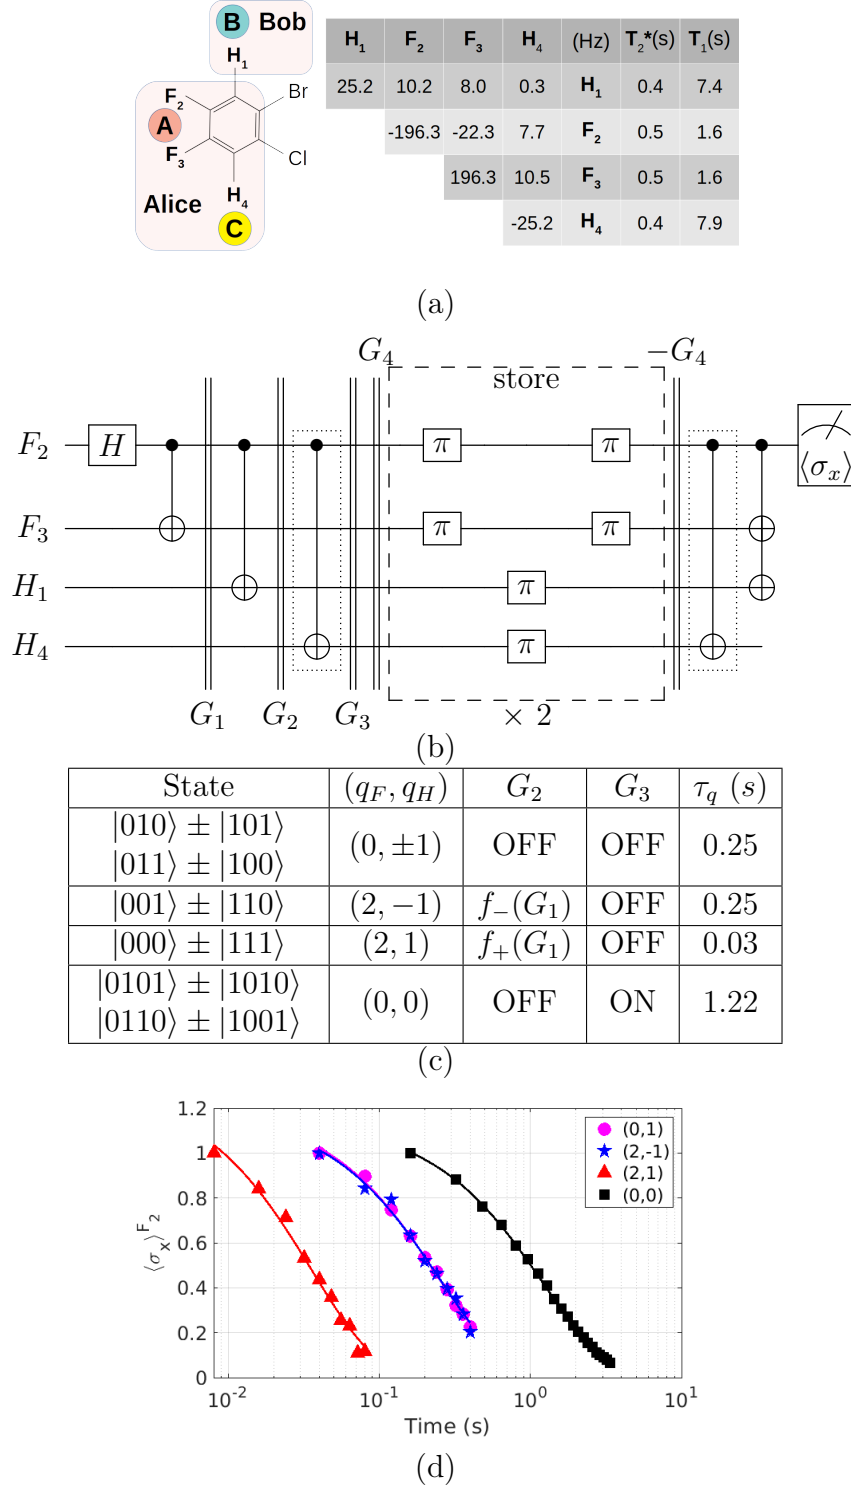 B Bob
H₁
Br
F₂
A
F₃
Cl
Alice
H₄
C
H₁ F₂ F₃ H₄ (Hz) T₂*(s) T₁(s)
25.2 10.2 8.0 0.3 H₁ 0.4 7.4
-196.3 -22.3 7.7 F₂ 0.5 1.6
196.3 10.5 F₃ 0.5 1.6
-25.2 H₄ 0.4 7.9
(a)
G₄ −G₄
store
F₂ H π π ⟨σₓ⟩
F₃ π π
H₁ π
H₄ π
G₁ G₂ G₃ × 2
(b)
State (q_F, q_H) G₂ G₃ τ_q (s)
|010⟩ ± |101⟩
|011⟩ ± |100⟩
(0, ±1) OFF OFF 0.25
|001⟩ ± |110⟩ (2, −1) f₋(G₁) OFF 0.25
|000⟩ ± |111⟩ (2, 1) f₊(G₁) OFF 0.03
|0101⟩ ± |1010⟩
|0110⟩ ± |1001⟩
(0, 0) OFF ON 1.22
(c)
1.2
1
0.8
0.6
0.4
0.2
0
⟨σₓ⟩^F₂
(0,1)
(2,-1)
(2,1)
(0,0)
10⁻² 10⁻¹ 10⁰ 10¹
Time (s)
(d)